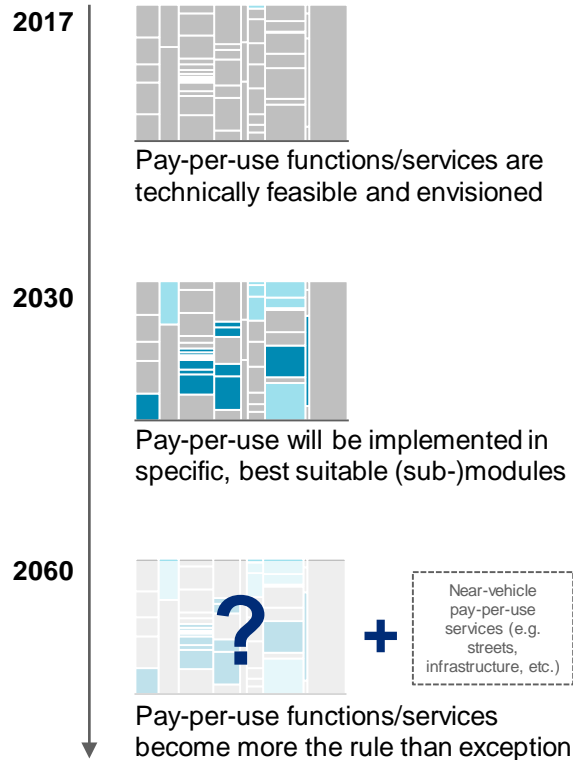 2017
Pay-per-use functions/services are
technically feasible and envisioned
2030
Pay-per-use will be implemented in
specific, best suitable (sub-)modules
2060
?
+
Near-vehicle
pay-per-use
services (e.g.
streets,
infrastructure, etc.)
Pay-per-use functions/services
become more the rule than exception